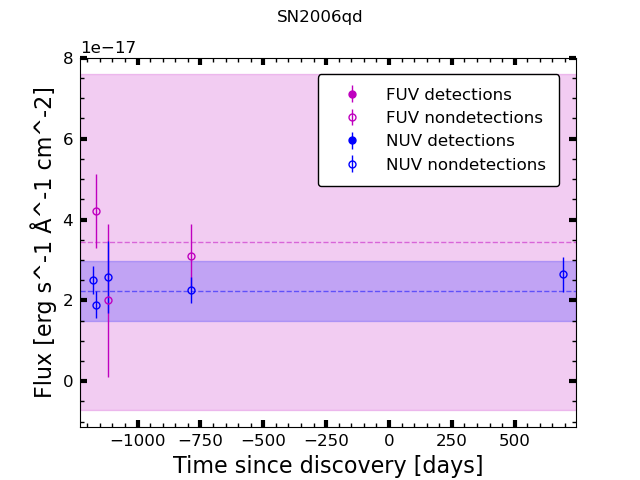 SN2006qd
1e−17
8
6
4
2
0
Flux [erg s^-1 Å^-1 cm^-2]
FUV detections
FUV nondetections
NUV detections
NUV nondetections
−1000 −750 −500 −250 0 250 500
Time since discovery [days]